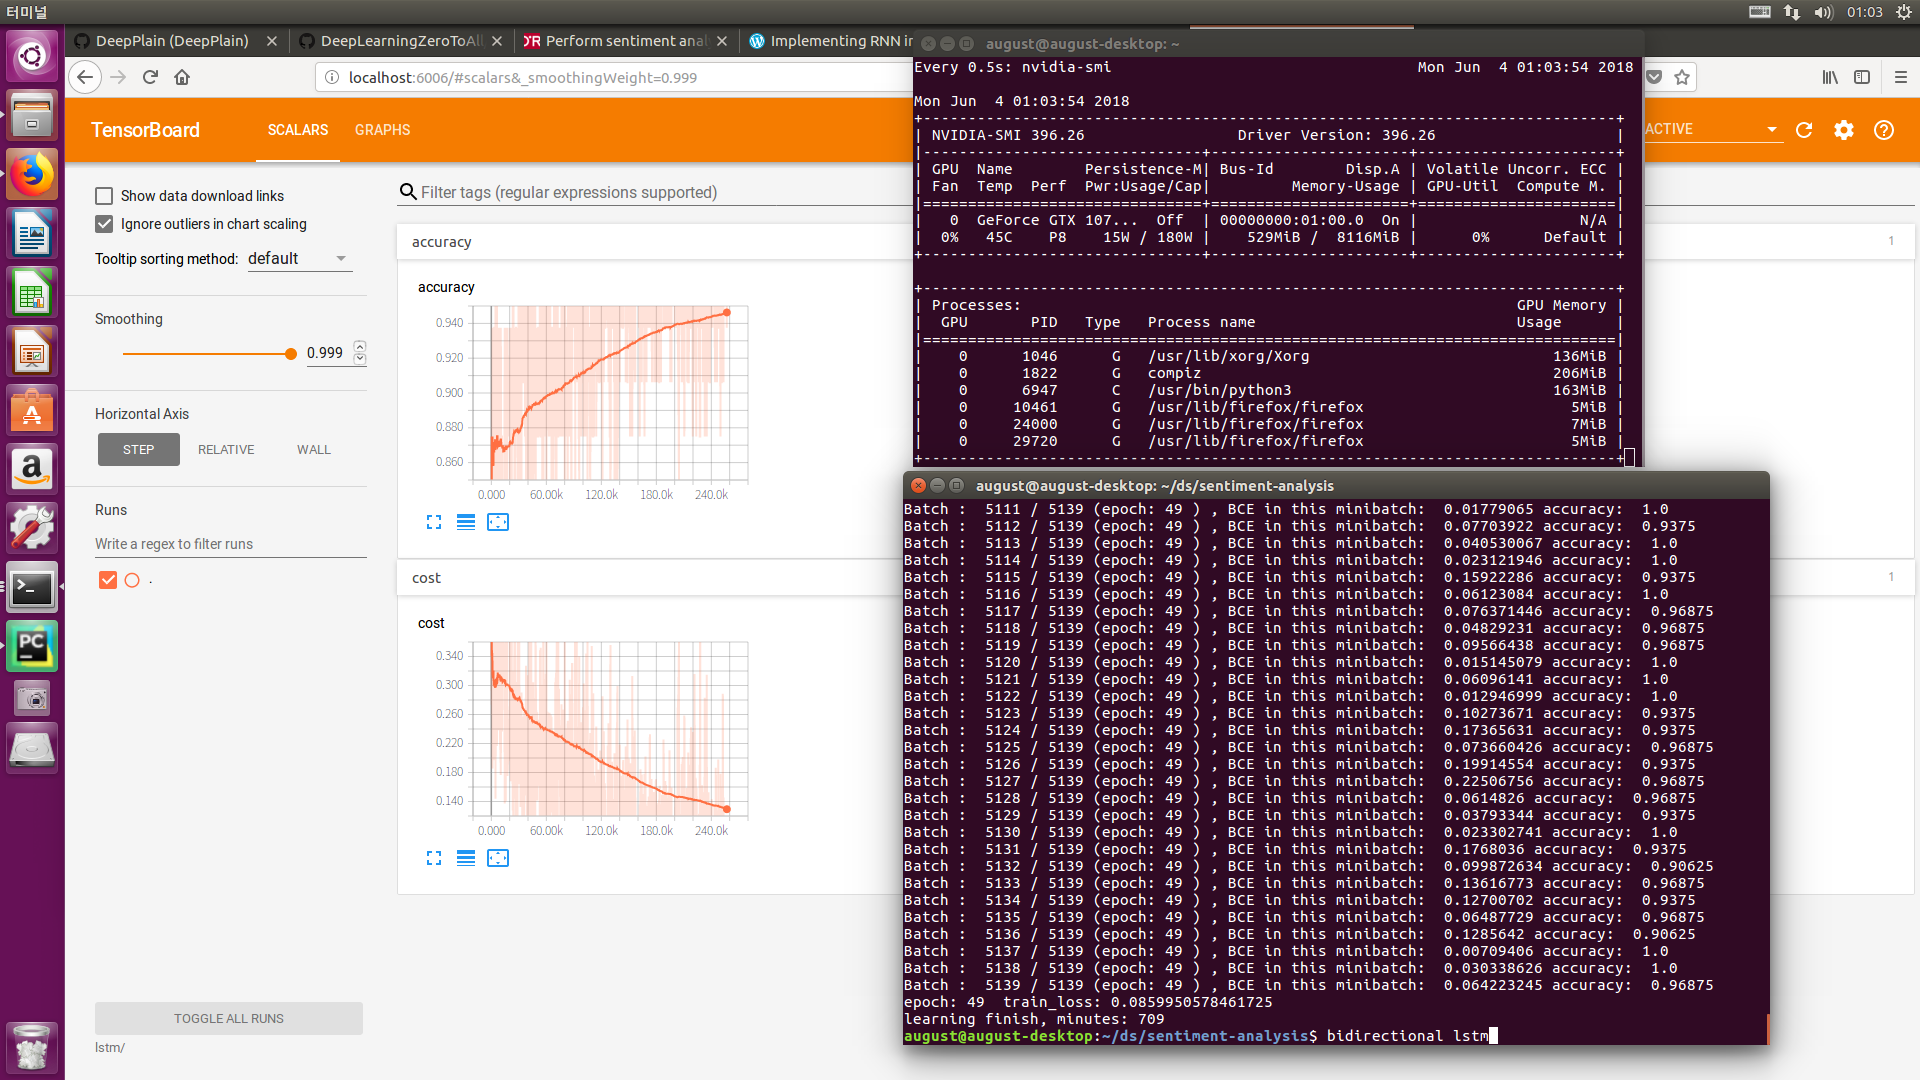 터미널
01:03
DeepPlain (DeepPlain)
DeepLearningZeroToAll
Perform sentiment anal
Implementing RNN in
localhost:6006/#scalars&_smoothingWeight=0.999
TensorBoard
SCALARS
GRAPHS
ACTIVE
Show data download links
Ignore outliers in chart scaling
Tooltip sorting method: default
Smoothing
0.999
Horizontal Axis
STEP RELATIVE WALL
Runs
Write a regex to filter runs
.
TOGGLE ALL RUNS
lstm/
Filter tags (regular expressions supported)
accuracy
1
accuracy
0.940
0.920
0.900
0.880
0.860
0.000 60.00k 120.0k 180.0k 240.0k
cost
1
cost
0.340
0.300
0.260
0.220
0.180
0.140
0.000 60.00k 120.0k 180.0k 240.0k
august@august-desktop: ~
Every 0.5s: nvidia-smi Mon Jun  4 01:03:54 2018
Mon Jun  4 01:03:54 2018
+-----------------------------------------------------------------------------+
| NVIDIA-SMI 396.26                 Driver Version: 396.26                    |
|-------------------------------+----------------------+----------------------+
| GPU  Name        Persistence-M| Bus-Id        Disp.A | Volatile Uncorr. ECC |
| Fan  Temp  Perf  Pwr:Usage/Cap|         Memory-Usage | GPU-Util  Compute M. |
|===============================+======================+======================|
|   0  GeForce GTX 107...  Off  | 00000000:01:00.0  On |                  N/A |
|  0%   45C    P8    15W / 180W |    529MiB /  8116MiB |      0%      Default |
+-------------------------------+----------------------+----------------------+
+-----------------------------------------------------------------------------+
| Processes:                                                       GPU Memory |
|  GPU       PID   Type   Process name                             Usage      |
|=============================================================================|
|    0      1046      G   /usr/lib/xorg/Xorg                           136MiB |
|    0      1822      G   compiz                                       206MiB |
|    0      6947      C   /usr/bin/python3                             163MiB |
|    0     10461      G   /usr/lib/firefox/firefox                       5MiB |
|    0     24000      G   /usr/lib/firefox/firefox                       7MiB |
|    0     29720      G   /usr/lib/firefox/firefox                       5MiB |
+-----------------------------------------------------------------------------+
august@august-desktop: ~/ds/sentiment-analysis
Batch :  5111 / 5139 (epoch: 49 ) , BCE in this minibatch:  0.01779065 accuracy:  1.0
Batch :  5112 / 5139 (epoch: 49 ) , BCE in this minibatch:  0.07703922 accuracy:  0.9375
Batch :  5113 / 5139 (epoch: 49 ) , BCE in this minibatch:  0.040530067 accuracy:  1.0
Batch :  5114 / 5139 (epoch: 49 ) , BCE in this minibatch:  0.023121946 accuracy:  1.0
Batch :  5115 / 5139 (epoch: 49 ) , BCE in this minibatch:  0.15922286 accuracy:  0.9375
Batch :  5116 / 5139 (epoch: 49 ) , BCE in this minibatch:  0.06123084 accuracy:  1.0
Batch :  5117 / 5139 (epoch: 49 ) , BCE in this minibatch:  0.076371446 accuracy:  0.96875
Batch :  5118 / 5139 (epoch: 49 ) , BCE in this minibatch:  0.04829231 accuracy:  0.96875
Batch :  5119 / 5139 (epoch: 49 ) , BCE in this minibatch:  0.09566438 accuracy:  0.96875
Batch :  5120 / 5139 (epoch: 49 ) , BCE in this minibatch:  0.015145079 accuracy:  1.0
Batch :  5121 / 5139 (epoch: 49 ) , BCE in this minibatch:  0.06096141 accuracy:  1.0
Batch :  5122 / 5139 (epoch: 49 ) , BCE in this minibatch:  0.012946999 accuracy:  1.0
Batch :  5123 / 5139 (epoch: 49 ) , BCE in this minibatch:  0.10273671 accuracy:  0.9375
Batch :  5124 / 5139 (epoch: 49 ) , BCE in this minibatch:  0.17365631 accuracy:  0.9375
Batch :  5125 / 5139 (epoch: 49 ) , BCE in this minibatch:  0.073660426 accuracy:  0.96875
Batch :  5126 / 5139 (epoch: 49 ) , BCE in this minibatch:  0.19914554 accuracy:  0.9375
Batch :  5127 / 5139 (epoch: 49 ) , BCE in this minibatch:  0.22506756 accuracy:  0.96875
Batch :  5128 / 5139 (epoch: 49 ) , BCE in this minibatch:  0.0614826 accuracy:  0.96875
Batch :  5129 / 5139 (epoch: 49 ) , BCE in this minibatch:  0.03793344 accuracy:  0.9375
Batch :  5130 / 5139 (epoch: 49 ) , BCE in this minibatch:  0.023302741 accuracy:  1.0
Batch :  5131 / 5139 (epoch: 49 ) , BCE in this minibatch:  0.1768036 accuracy:  0.9375
Batch :  5132 / 5139 (epoch: 49 ) , BCE in this minibatch:  0.099872634 accuracy:  0.90625
Batch :  5133 / 5139 (epoch: 49 ) , BCE in this minibatch:  0.13616773 accuracy:  0.96875
Batch :  5134 / 5139 (epoch: 49 ) , BCE in this minibatch:  0.12700702 accuracy:  0.9375
Batch :  5135 / 5139 (epoch: 49 ) , BCE in this minibatch:  0.06487729 accuracy:  0.96875
Batch :  5136 / 5139 (epoch: 49 ) , BCE in this minibatch:  0.1285642 accuracy:  0.90625
Batch :  5137 / 5139 (epoch: 49 ) , BCE in this minibatch:  0.00709406 accuracy:  1.0
Batch :  5138 / 5139 (epoch: 49 ) , BCE in this minibatch:  0.030338626 accuracy:  1.0
Batch :  5139 / 5139 (epoch: 49 ) , BCE in this minibatch:  0.064223245 accuracy:  0.96875
epoch: 49  train_loss: 0.0859950578461725
learning finish, minutes: 709
august@august-desktop:~/ds/sentiment-analysis$ bidirectional lstm